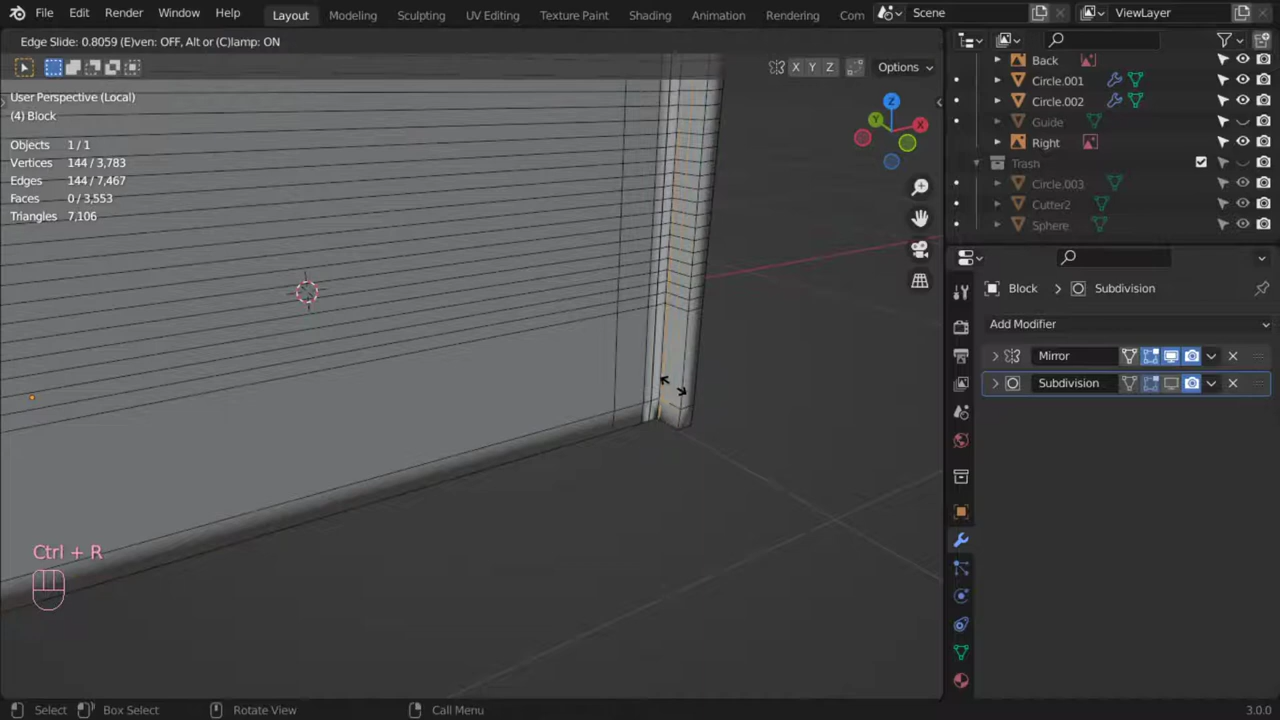 File Edit Render Window Help Layout Modeling Sculpting UV Editing Texture Paint Shading Animation Rendering Com Scene ViewLayer
Edge Slide: 0.8059 (E)ven: OFF, Alt or (C)lamp: ON
X Y Z Options
User Perspective (Local)
(4) Block
Objects 1 / 1
Vertices 144 / 3,783
Edges 144 / 7,467
Faces 0 / 3,553
Triangles 7,106
Z
Y
X
Ctrl + R
Back
Circle.001
Circle.002
Guide
Right
Trash
Circle.003
Cutter2
Sphere
Block > Subdivision
Add Modifier
Mirror
Subdivision
Select Box Select Rotate View Call Menu 3.0.0